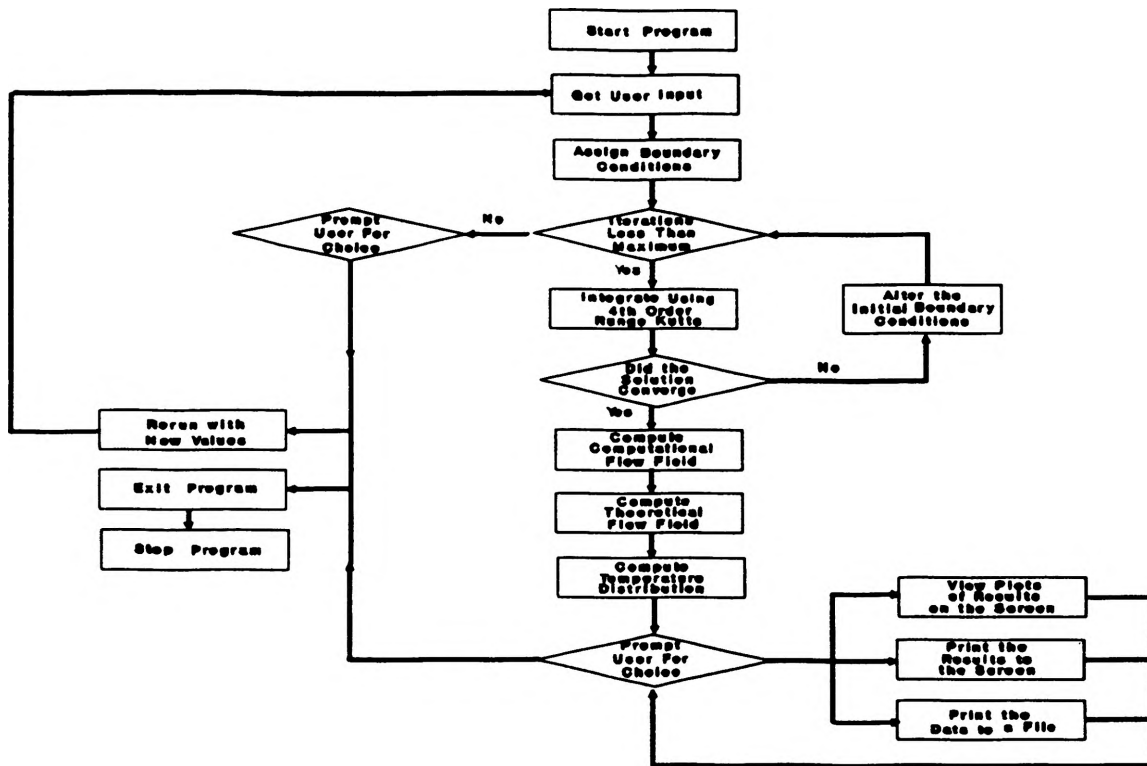 Start Program
Get User Input
Assign Boundary
Conditions
No
Prompt
User For
Choice
Iterations
Less Than
Maximum
Yes
Integrate Using
4th Order
Runge Kutta
Alter the
Initial Boundary
Conditions
Did the
Solution
Converge
No
Yes
Rerun with
New Values
Compute
Computational
Flow Field
Exit Program
Compute
Theoretical
Flow Field
Stop Program
Compute
Temperature
Distribution
View Plots
of Results
on the Screen
Prompt
User For
Choice
Print the
Results to
the Screen
Print the
Data to a File